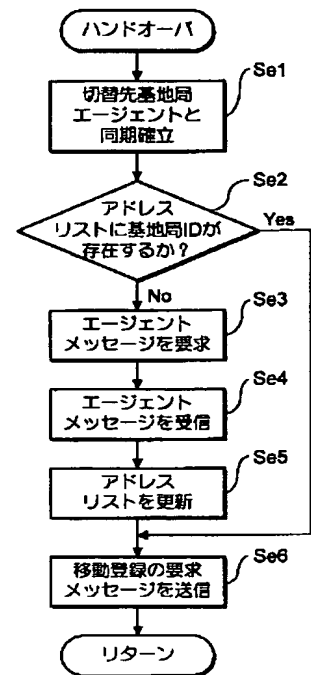 ハンドオーバ
Se1
切替先基地局
エージェントと
同期確立
Se2
アドレス
リストに基地局IDが
存在するか？
Yes
No
Se3
エージェント
メッセージを要求
Se4
エージェント
メッセージを受信
Se5
アドレス
リストを更新
Se6
移動登録の要求
メッセージを送信
リターン